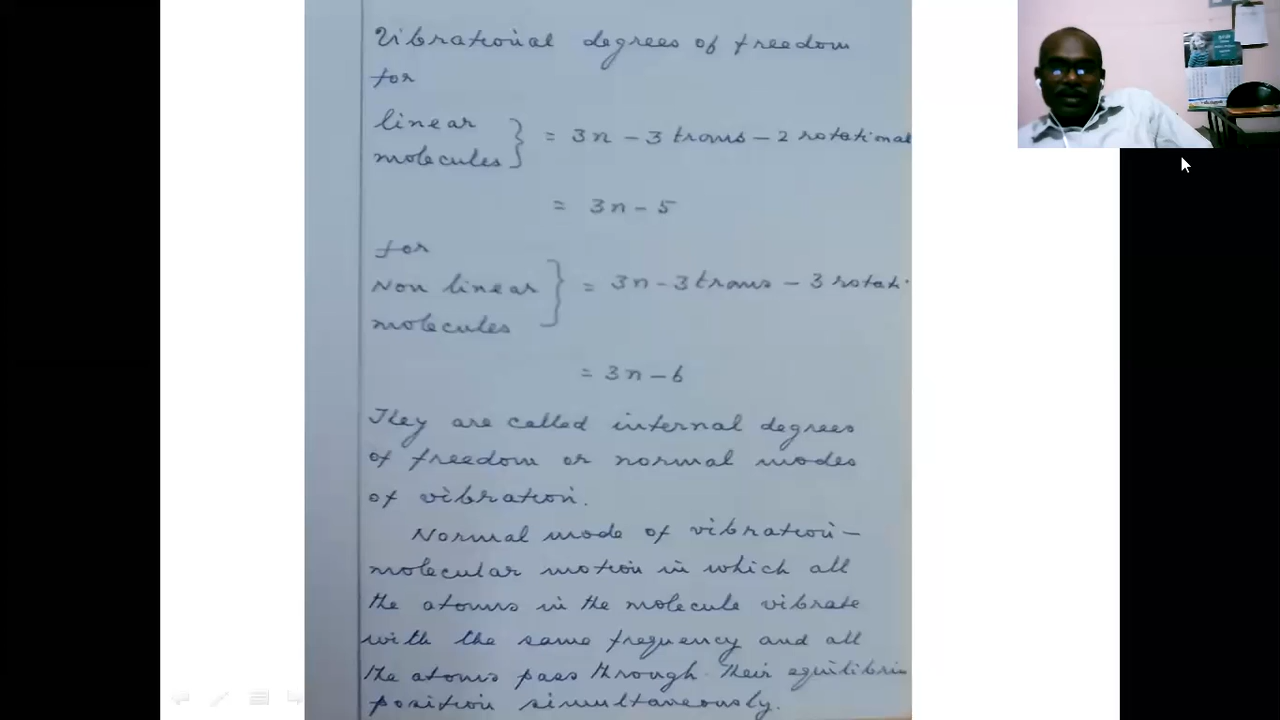 Vibrational degrees of freedom
for
linear
molecules } = 3n - 3 trans - 2 rotational
= 3n - 5
for
Non linear
molecules } = 3n - 3 trans - 3 rotati
= 3n - 6
They are called internal degrees
of freedom or normal modes
of vibration.
Normal mode of vibration -
molecular motion in which all
the atoms in the molecule vibrate
with the same frequency and all
the atoms pass through their equilibriu
position simultaneously.